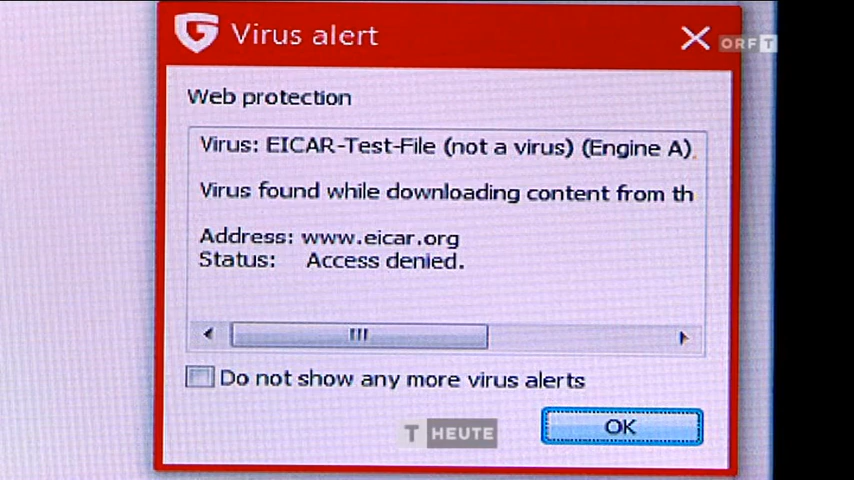 Virus alert
ORF T
Web protection
Virus: EICAR-Test-File (not a virus) (Engine A)
Virus found while downloading content from th
Address: www.eicar.org
Status: Access denied.
Do not show any more virus alerts
T HEUTE
OK